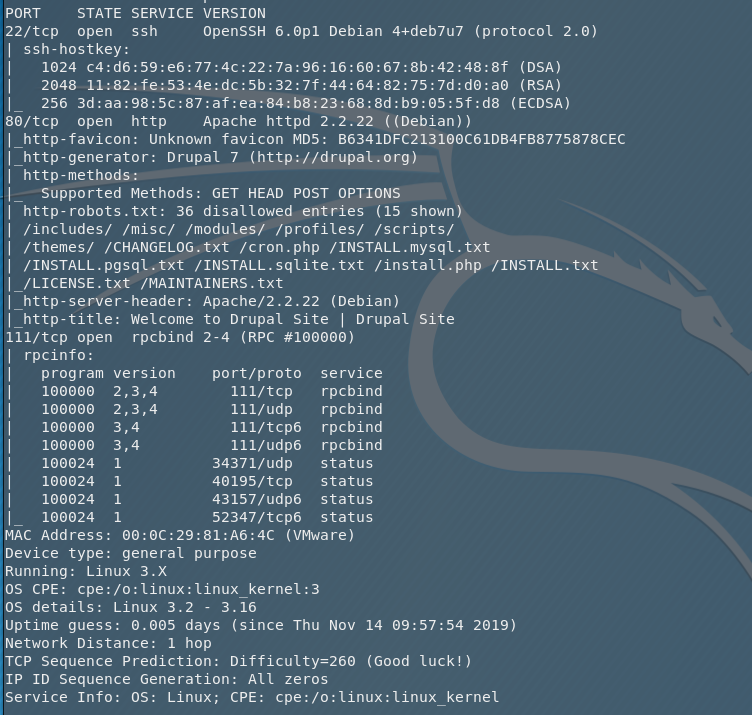 PORT    STATE SERVICE VERSION
22/tcp  open  ssh     OpenSSH 6.0p1 Debian 4+deb7u7 (protocol 2.0)
| ssh-hostkey:
|   1024 c4:d6:59:e6:77:4c:22:7a:96:16:60:67:8b:42:48:8f (DSA)
|   2048 11:82:fe:53:4e:dc:5b:32:7f:44:64:82:75:7d:d0:a0 (RSA)
|_  256 3d:aa:98:5c:87:af:ea:84:b8:23:68:8d:b9:05:5f:d8 (ECDSA)
80/tcp  open  http    Apache httpd 2.2.22 ((Debian))
|_http-favicon: Unknown favicon MD5: B6341DFC213100C61DB4FB8775878CEC
|_http-generator: Drupal 7 (http://drupal.org)
| http-methods:
|_  Supported Methods: GET HEAD POST OPTIONS
| http-robots.txt: 36 disallowed entries (15 shown)
| /includes/ /misc/ /modules/ /profiles/ /scripts/
| /themes/ /CHANGELOG.txt /cron.php /INSTALL.mysql.txt
| /INSTALL.pgsql.txt /INSTALL.sqlite.txt /install.php /INSTALL.txt
|_/LICENSE.txt /MAINTAINERS.txt
|_http-server-header: Apache/2.2.22 (Debian)
|_http-title: Welcome to Drupal Site | Drupal Site
111/tcp open  rpcbind 2-4 (RPC #100000)
| rpcinfo:
|   program version    port/proto  service
|   100000  2,3,4        111/tcp   rpcbind
|   100000  2,3,4        111/udp   rpcbind
|   100000  3,4          111/tcp6  rpcbind
|   100000  3,4          111/udp6  rpcbind
|   100024  1          34371/udp   status
|   100024  1          40195/tcp   status
|   100024  1          43157/udp6  status
|_  100024  1          52347/tcp6  status
MAC Address: 00:0C:29:81:A6:4C (VMware)
Device type: general purpose
Running: Linux 3.X
OS CPE: cpe:/o:linux:linux_kernel:3
OS details: Linux 3.2 - 3.16
Uptime guess: 0.005 days (since Thu Nov 14 09:57:54 2019)
Network Distance: 1 hop
TCP Sequence Prediction: Difficulty=260 (Good luck!)
IP ID Sequence Generation: All zeros
Service Info: OS: Linux; CPE: cpe:/o:linux:linux_kernel